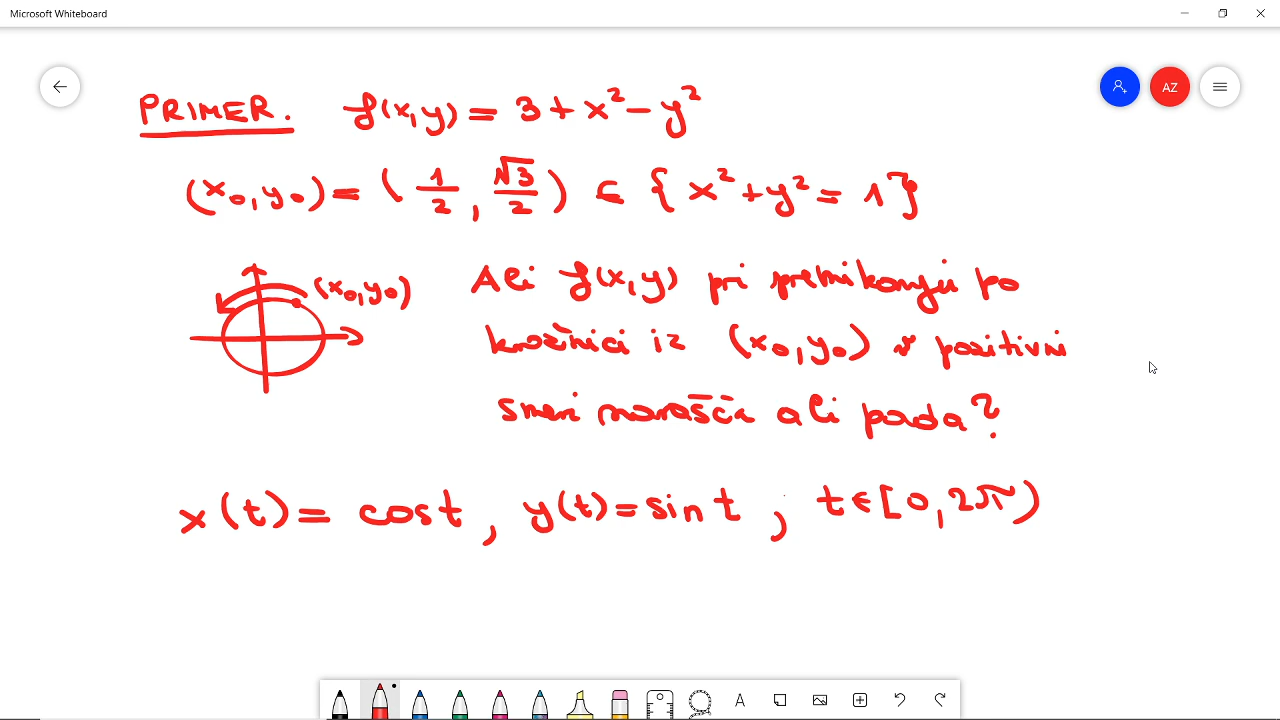 Microsoft Whiteboard
AZ
PRIMER. f(x,y) = 3 + x² - y²
(x₀,y₀) = (1/2, √3/2) ∈ { x² + y² = 1 }
(x₀,y₀)
Ali f(x,y) pri premikanju po
krožnici iz (x₀,y₀) v pozitivni
smeri narašča ali pada?
x(t) = cos t, y(t) = sin t ; t ∈ [0, 2π)
A